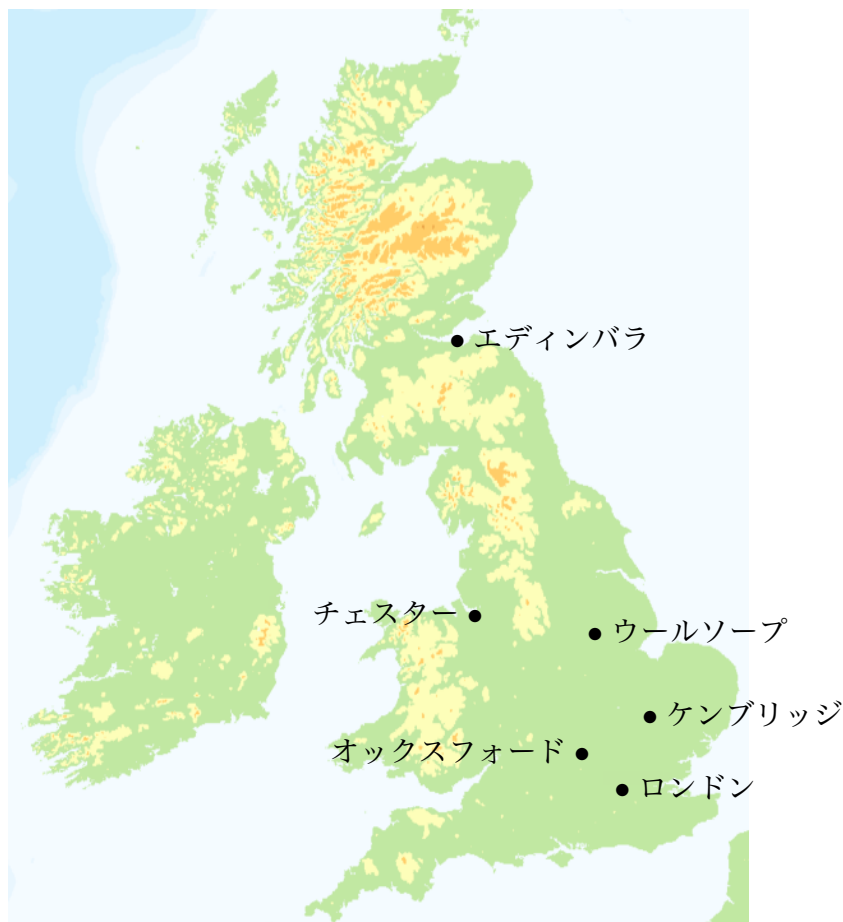 エディンバラ
チェスター
ウールソープ
ケンブリッジ
オックスフォード
ロンドン